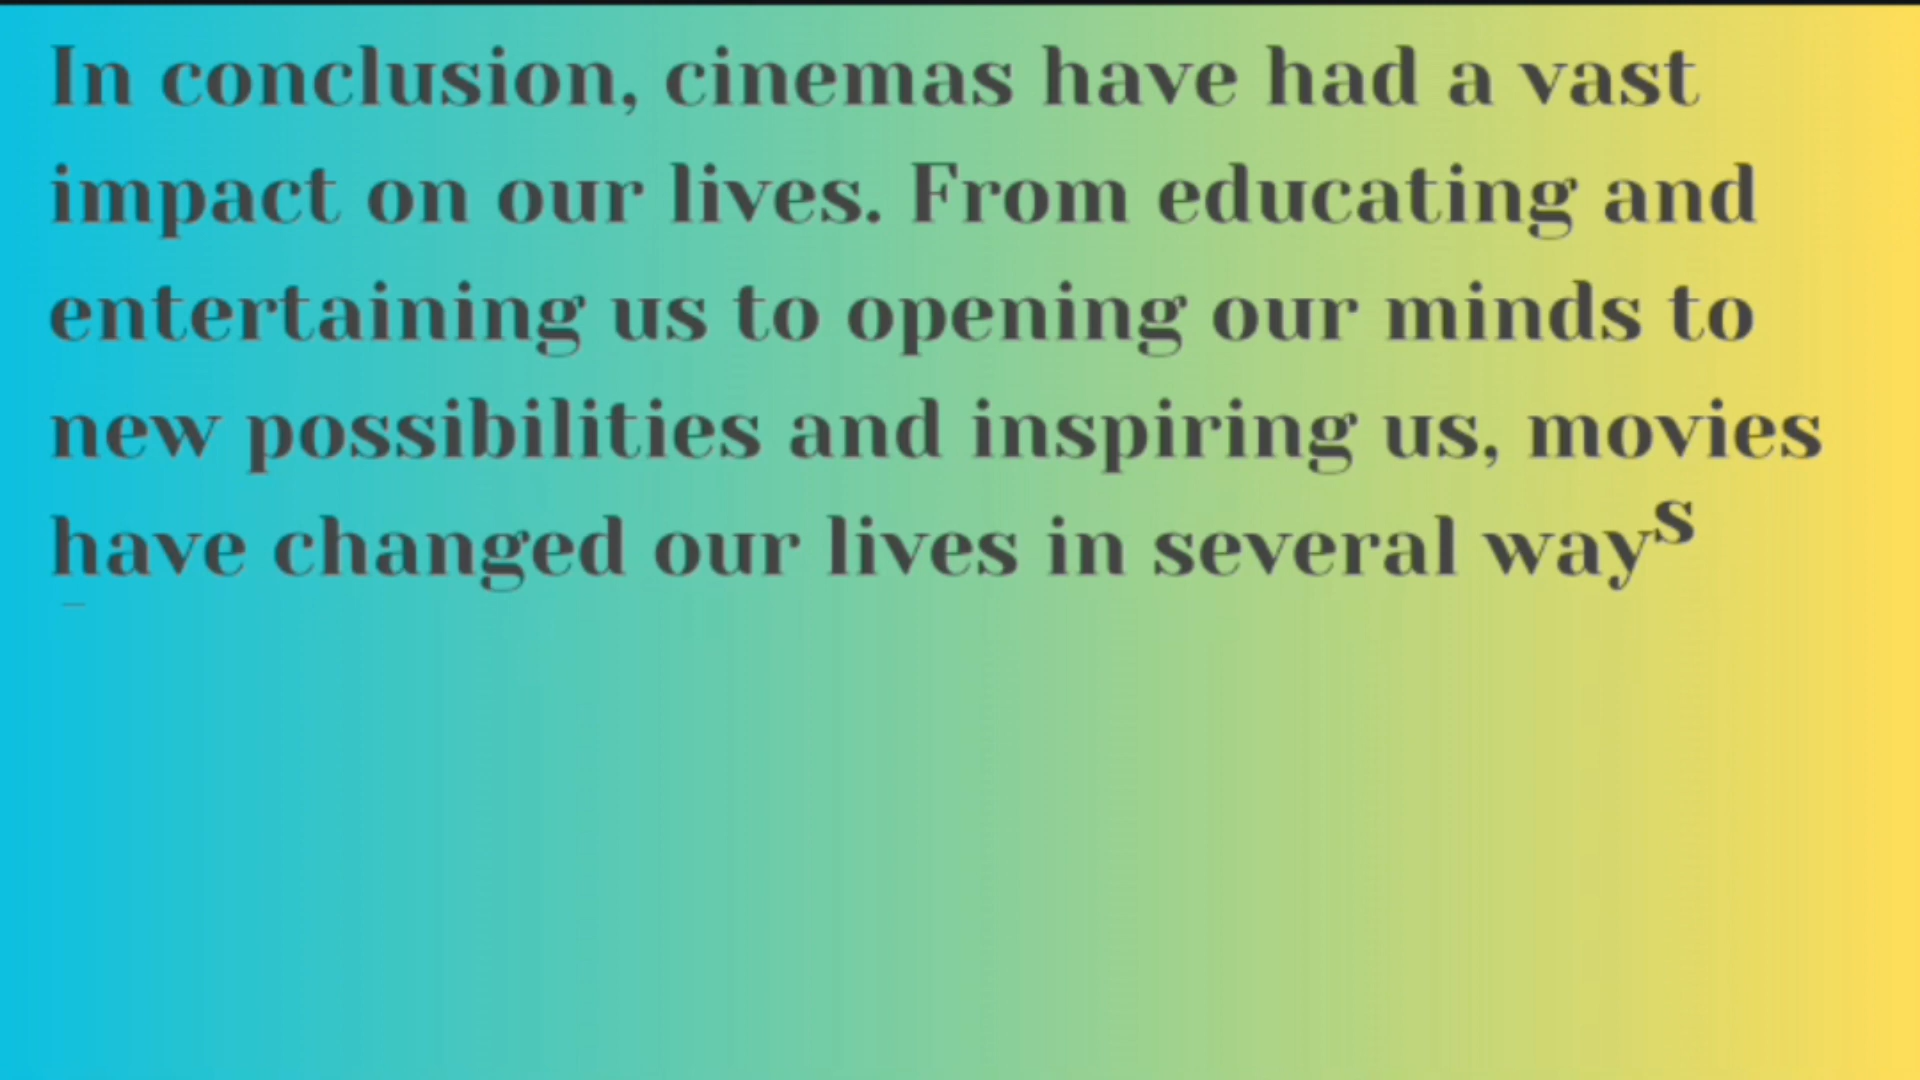 In conclusion, cinemas have had a vast
impact on our lives. From educating and
entertaining us to opening our minds to
new possibilities and inspiring us, movies
have changed our lives in several ways